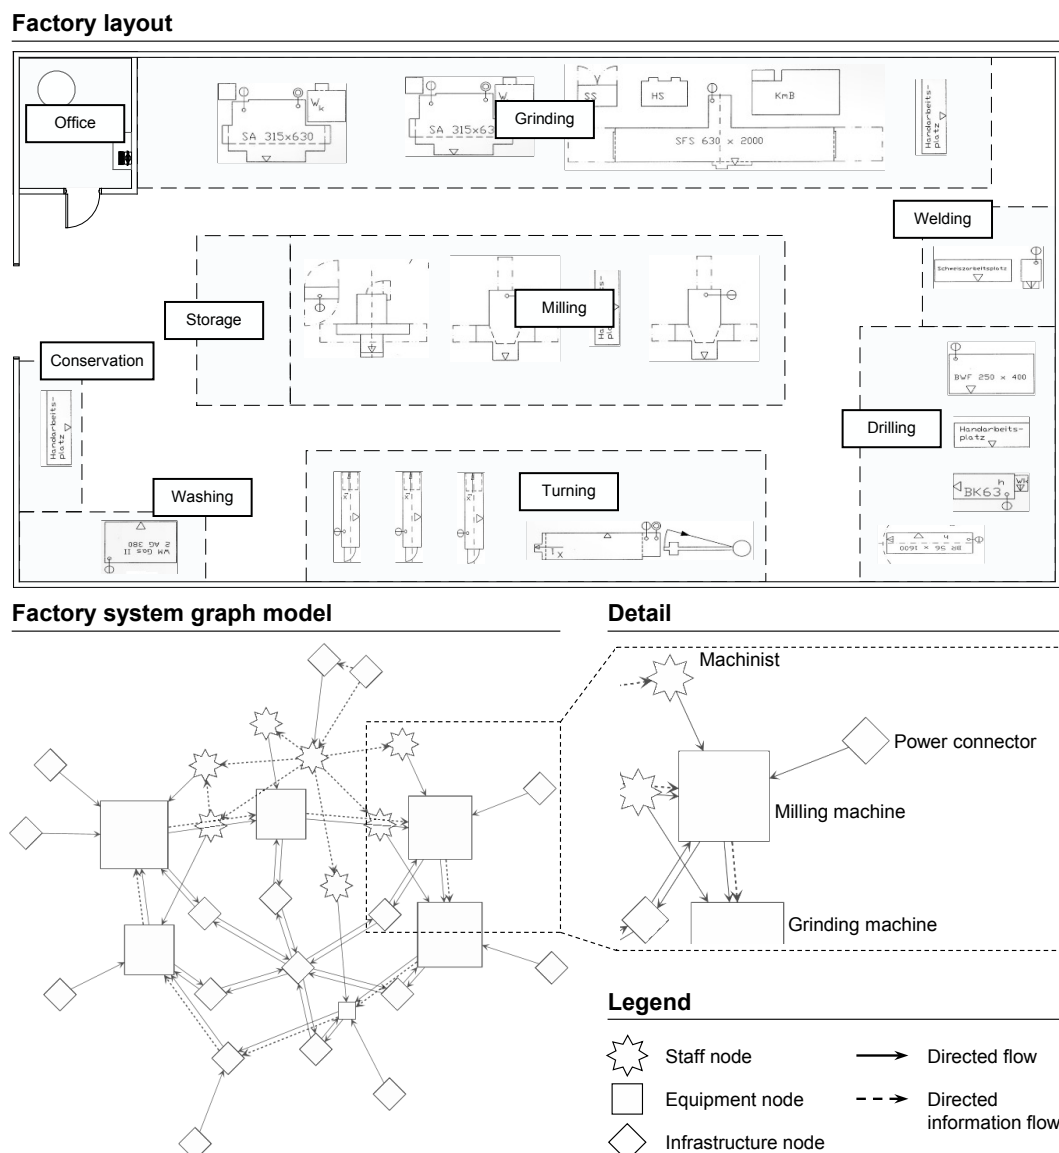 Factory layout
Office
SA 315x630
W k
SA 315x63
W
Grinding
SS
HS
KmB
SFS 630 x 2000
Handarbeits-
platz
Welding
Schweissarbeitsplatz
Storage
Milling
Conservation
Handarbeits-
platz
BWF 250 x 400
Drilling
Handarbeits-
platz
BK63
h
BR 56 x 1600
h
Washing
WM Gas II
2 AG 380
Turning
X
Factory system graph model
Detail
Machinist
Power connector
Milling machine
Grinding machine
Legend
Staff node
Directed flow
Equipment node
Directed
information flow
Infrastructure node